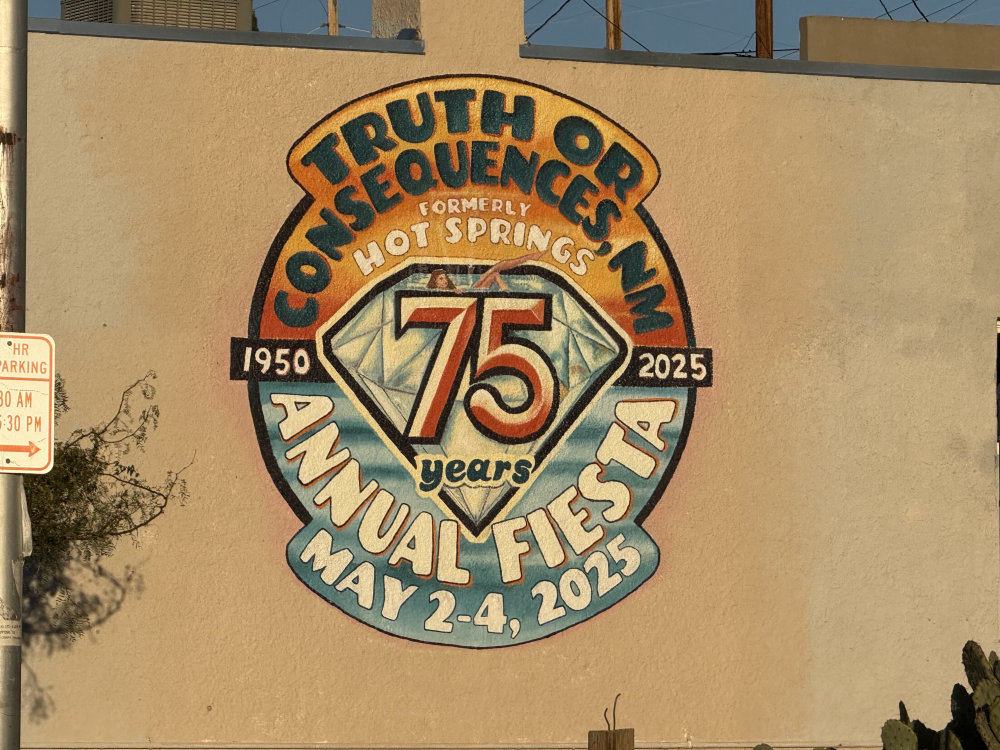 TRUTH OR
CONSEQUENCES, NM
FORMERLY
HOT SPRINGS
75
1950
2025
years
ANNUAL FIESTA
MAY 2-4, 2025
HR
PARKING
30 AM
5:30 PM